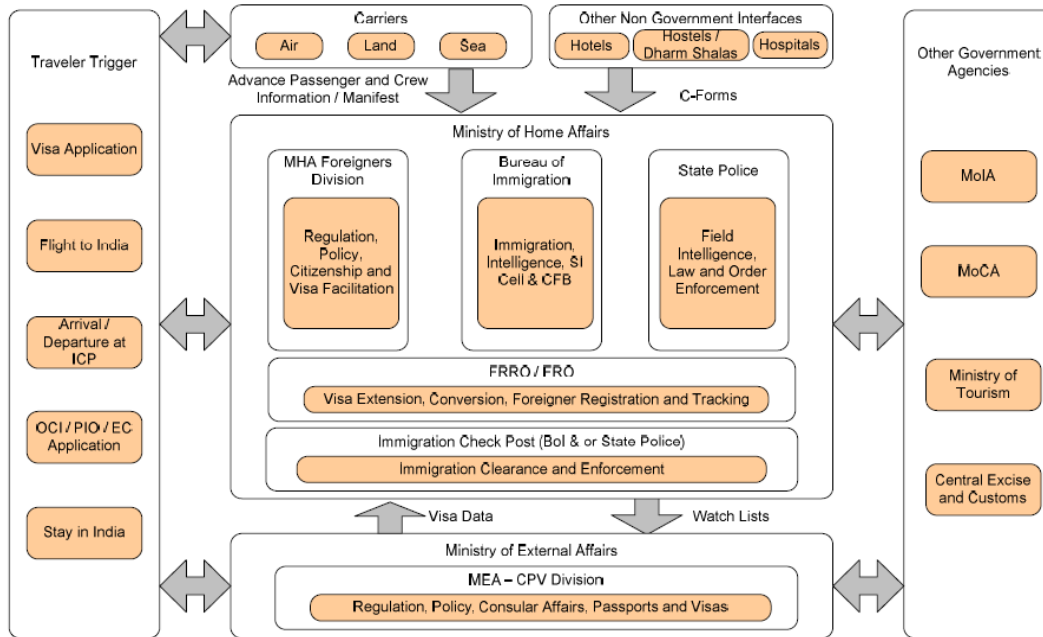 Traveler Trigger
Visa Application
Flight to India
Arrival /
Departure at
ICP
OCI / PIO / EC
Application
Stay in India
Carriers
Air
Land
Sea
Other Non Government Interfaces
Hotels
Hostels /
Dharm Shalas
Hospitals
Advance Passenger and Crew
Information / Manifest
C-Forms
Ministry of Home Affairs
MHA Foreigners
Division
Regulation,
Policy,
Citizenship and
Visa Facilitation
Bureau of
Immigration
Immigration,
Intelligence, SI
Cell & CFB
State Police
Field
Intelligence,
Law and Order
Enforcement
FRRO / FRO
Visa Extension, Conversion, Foreigner Registration and Tracking
Immigration Check Post (BoI & or State Police)
Immigration Clearance and Enforcement
Visa Data
Watch Lists
Ministry of External Affairs
MEA – CPV Division
Regulation, Policy, Consular Affairs, Passports and Visas
Other Government
Agencies
MoIA
MoCA
Ministry of
Tourism
Central Excise
and Customs